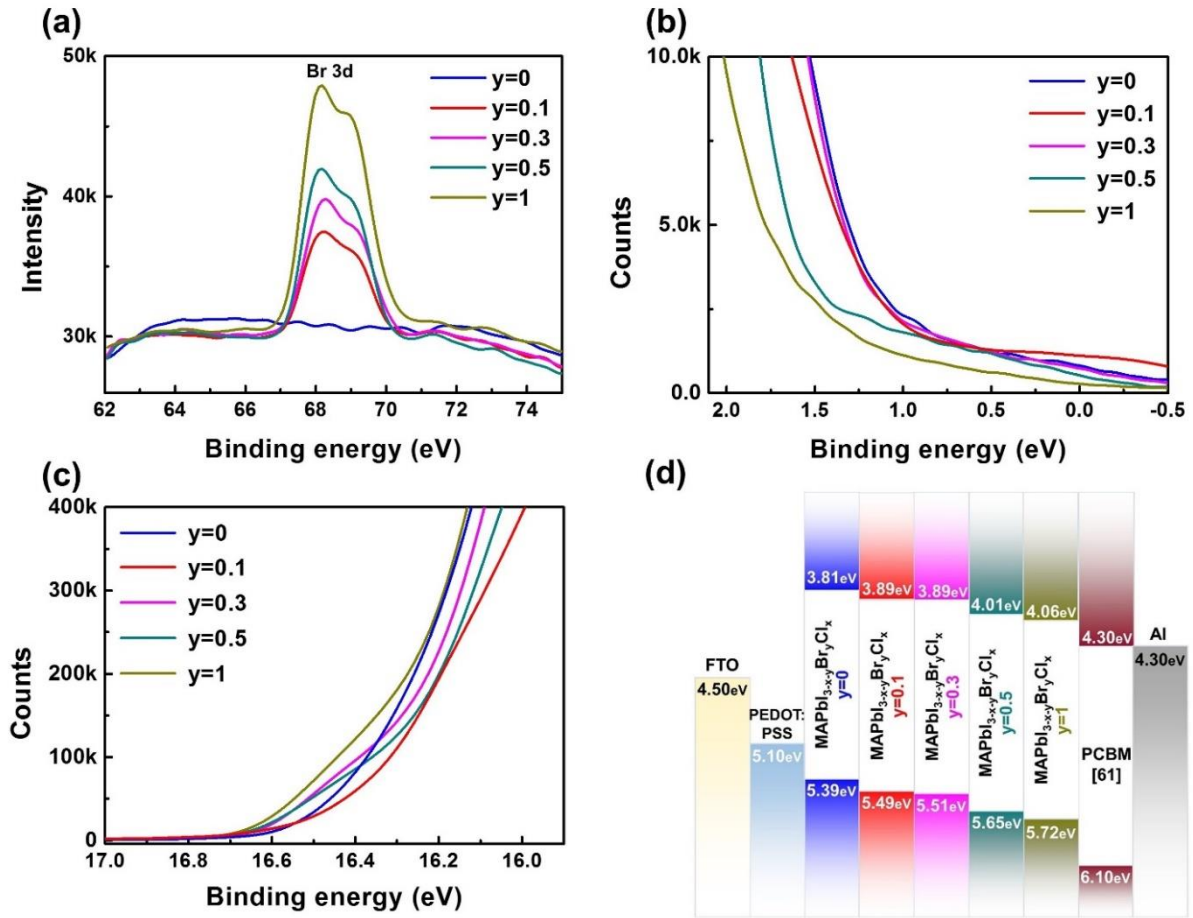 (a)
50k
40k
30k
Intensity
Br 3d
y=0
y=0.1
y=0.3
y=0.5
y=1
62 64 66 68 70 72 74
Binding energy (eV)
(b)
10.0k
5.0k
0.0
Counts
y=0
y=0.1
y=0.3
y=0.5
y=1
2.0 1.5 1.0 0.5 0.0 -0.5
Binding energy (eV)
(c)
400k
300k
200k
100k
0
Counts
y=0
y=0.1
y=0.3
y=0.5
y=1
17.0 16.8 16.6 16.4 16.2 16.0
Binding energy (eV)
(d)
FTO
4.50eV
PEDOT:
PSS
5.10eV
3.81eV
MAPbI3-x-yBryClx
y=0
5.39eV
3.89eV
MAPbI3-x-yBryClx
y=0.1
5.49eV
3.89eV
MAPbI3-x-yBryClx
y=0.3
5.51eV
4.01eV
MAPbI3-x-yBryClx
y=0.5
5.65eV
4.06eV
MAPbI3-x-yBryClx
y=1
5.72eV
4.30eV
PCBM
[61]
6.10eV
Al
4.30eV